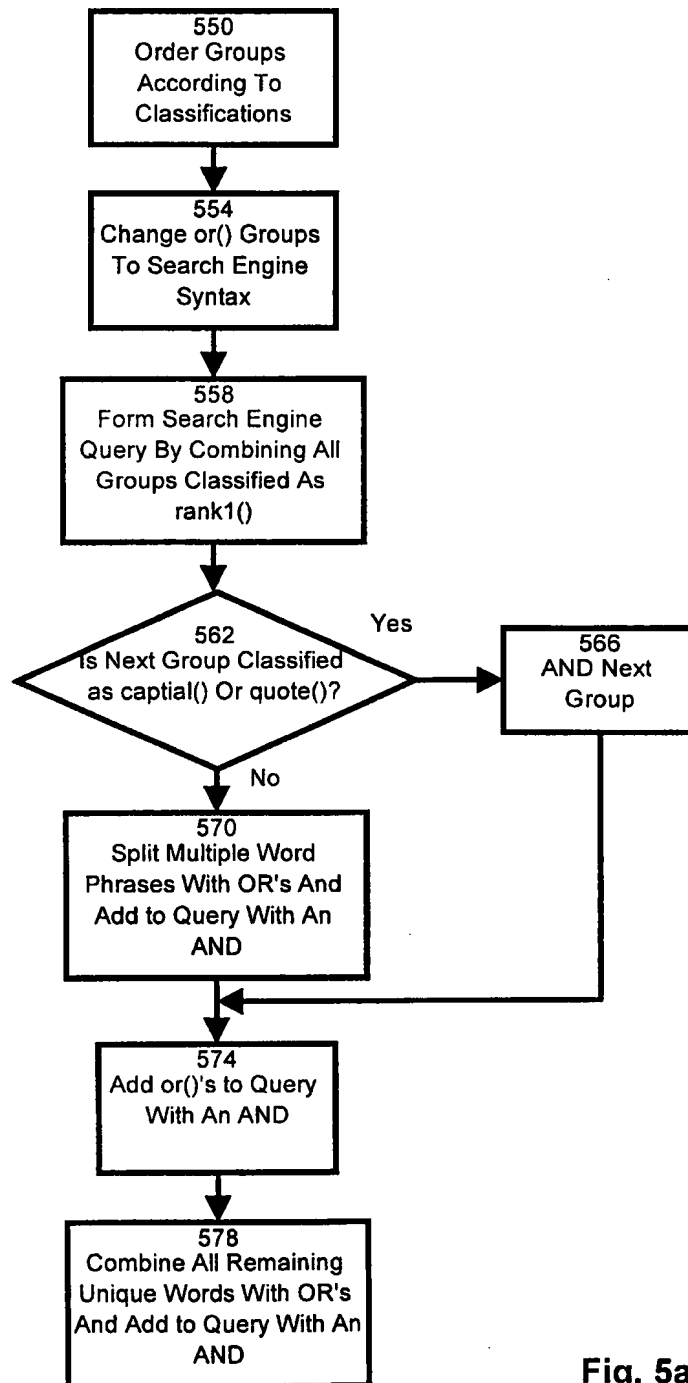 550
Order Groups
According To
Classifications
554
Change or() Groups
To Search Engine
Syntax
558
Form Search Engine
Query By Combining All
Groups Classified As
rank1()
562
Is Next Group Classified
as captial() Or quote()?
Yes
566
AND Next
Group
No
570
Split Multiple Word
Phrases With OR's And
Add to Query With An
AND
574
Add or()'s to Query
With An AND
578
Combine All Remaining
Unique Words With OR's
And Add to Query With An
AND
Fig. 5a